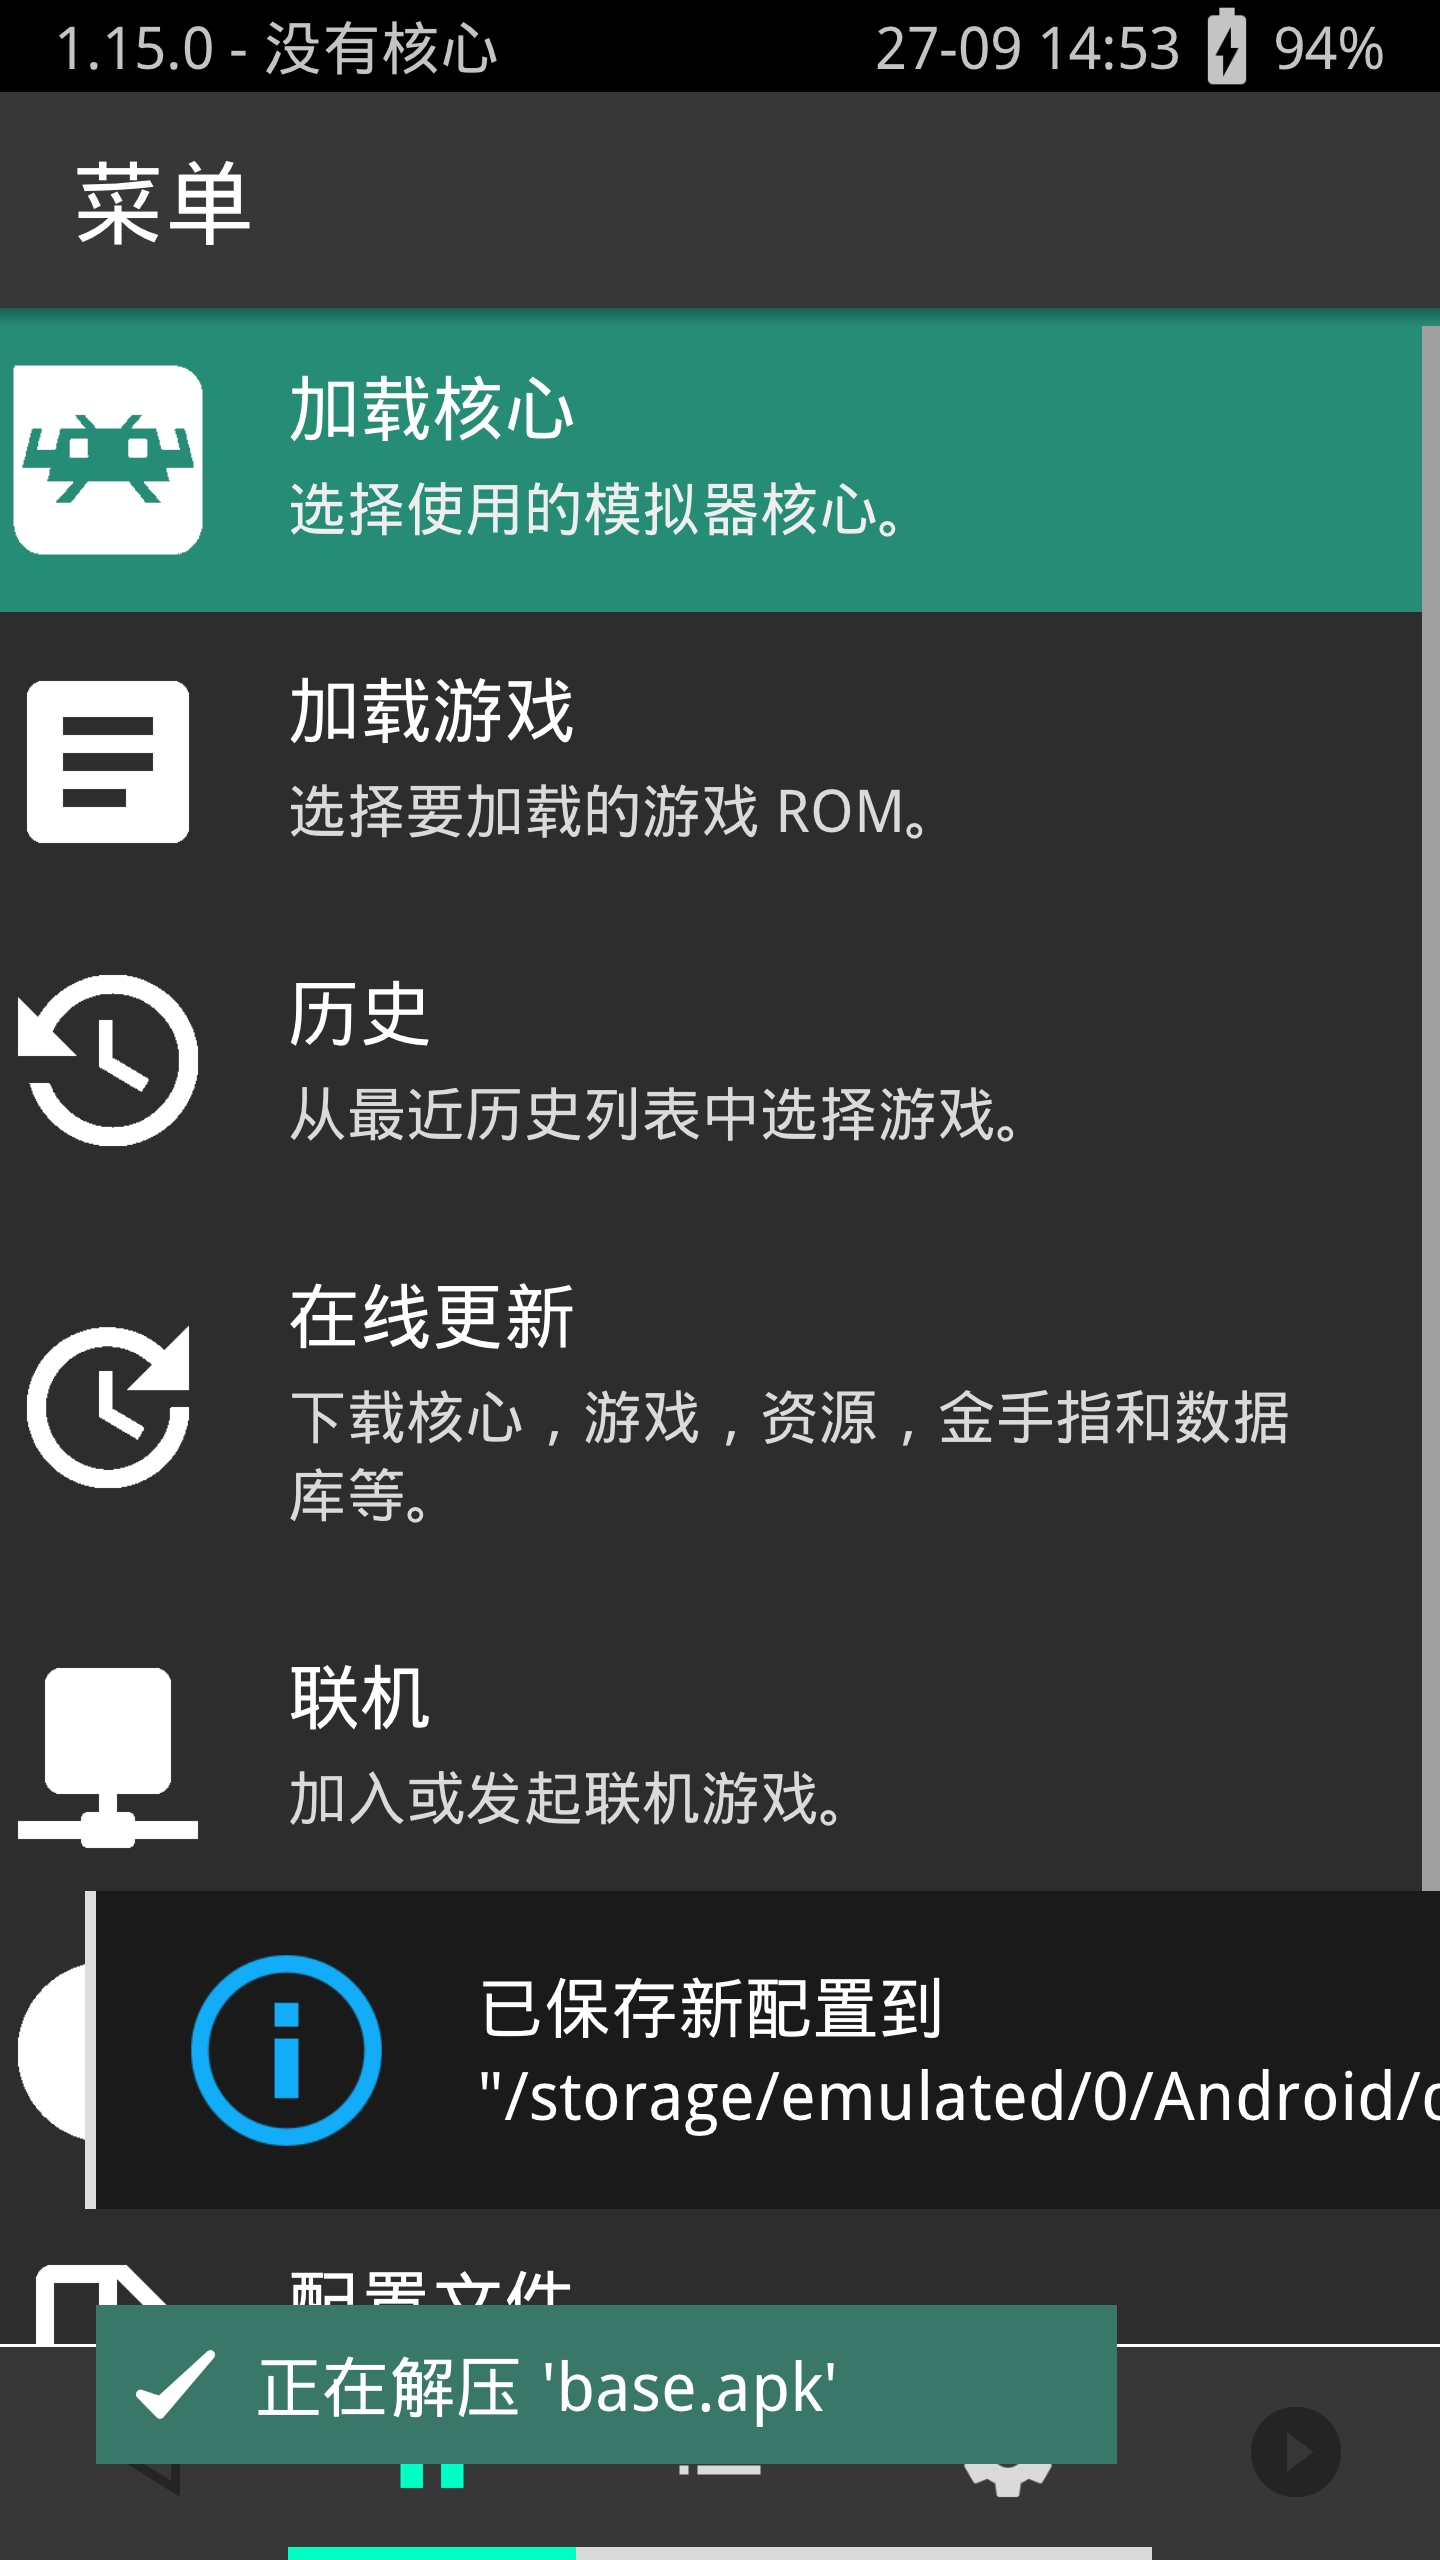 1.15.0 - 没有核心
27-09 14:53 94%
菜单
加载核心
选择使用的模拟器核心。
加载游戏
选择要加载的游戏 ROM。
历史
从最近历史列表中选择游戏。
在线更新
下载核心，游戏，资源，金手指和数据
库等。
联机
加入或发起联机游戏。
已保存新配置到
"/storage/emulated/0/Android/
配置文件
正在解压 'base.apk'